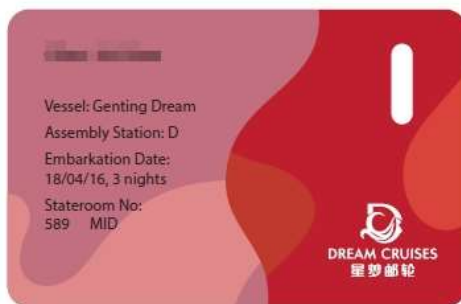 Vessel: Genting Dream
Assembly Station: D
Embarkation Date:
18/04/16, 3 nights
Stateroom No:
589 MID
DREAM CRUISES
星梦邮轮